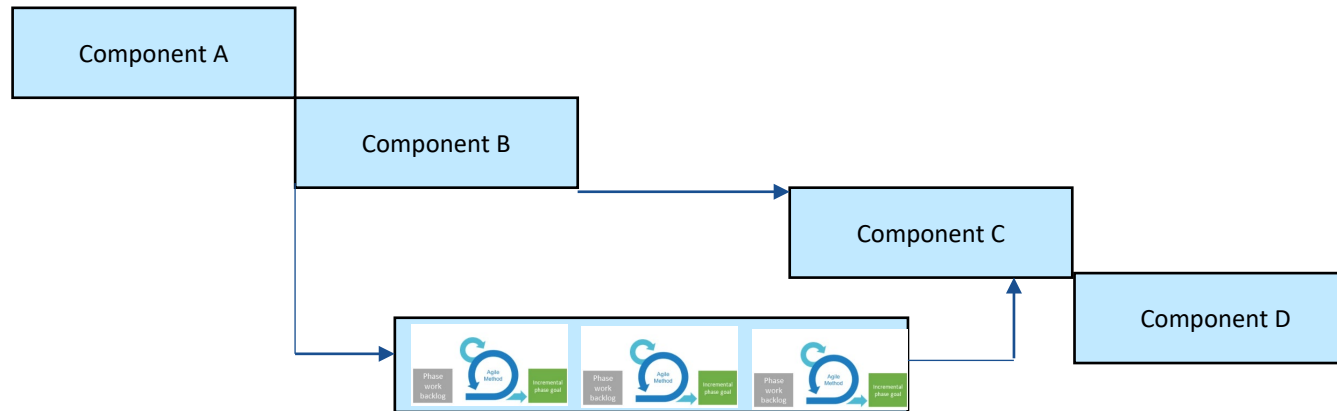 Component A
Component B
Component C
Component D
Phase
work
backlog
Agile
Method
Incremental
phase goal
Phase
work
backlog
Agile
Method
Incremental
phase goal
Phase
work
backlog
Agile
Method
Incremental
phase goal